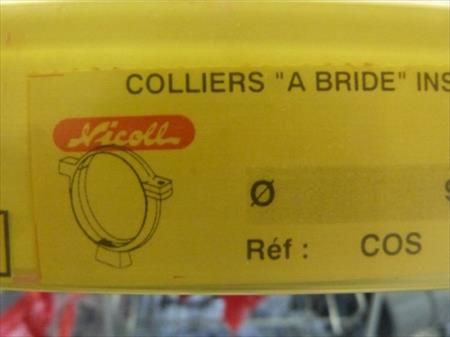 COLLIERS "A BRIDE" INS
Nicoll
Ø
Réf : COS